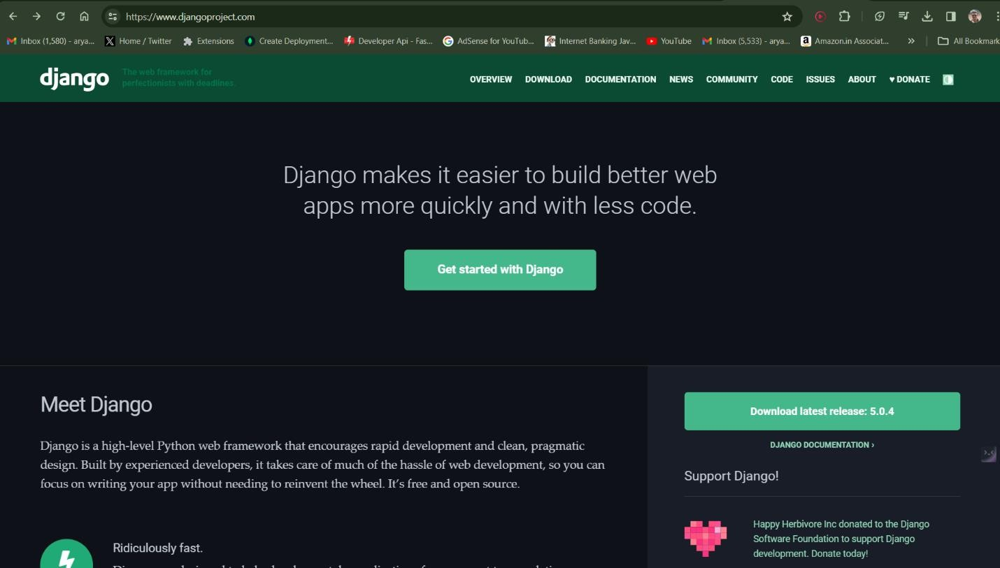 https://www.djangoproject.com
Inbox (1,580) - arya...
Home / Twitter
Extensions
Create Deployment...
Developer Api - Fas...
AdSense for YouTub...
Internet Banking Jav...
YouTube
Inbox (5,533) - arya...
Amazon.in Associat...
»
All Bookmark
django
The web framework for
perfectionists with deadlines.
OVERVIEW DOWNLOAD DOCUMENTATION NEWS COMMUNITY CODE ISSUES ABOUT ♥ DONATE
Django makes it easier to build better web
apps more quickly and with less code.
Get started with Django
Meet Django
Django is a high-level Python web framework that encourages rapid development and clean, pragmatic
design. Built by experienced developers, it takes care of much of the hassle of web development, so you can
focus on writing your app without needing to reinvent the wheel. It’s free and open source.
Ridiculously fast.
Download latest release: 5.0.4
DJANGO DOCUMENTATION ›
Support Django!
Happy Herbivore Inc donated to the Django
Software Foundation to support Django
development. Donate today!